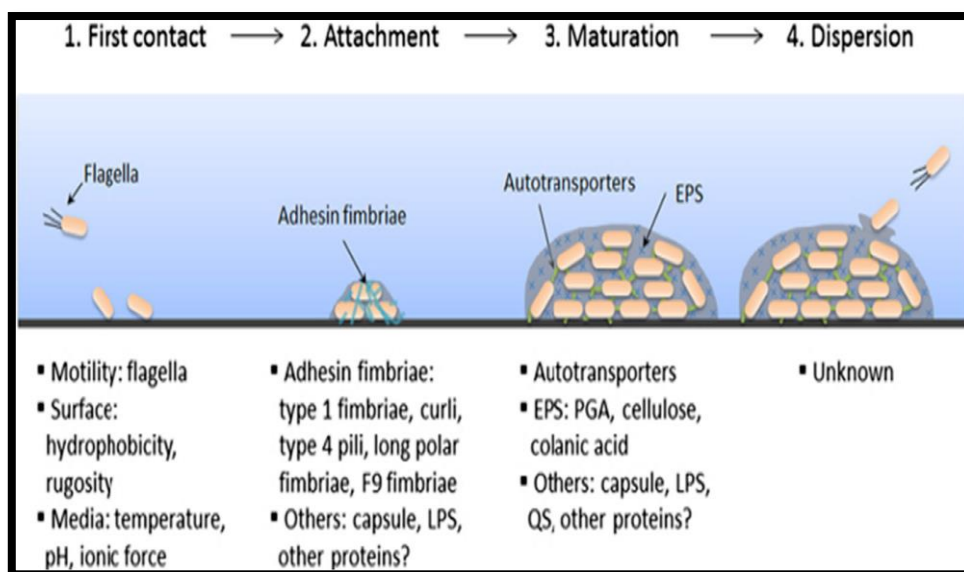 1. First contact → 2. Attachment → 3. Maturation → 4. Dispersion
Flagella
Adhesin fimbriae
Autotransporters
EPS
▪ Motility: flagella
▪ Surface:
hydrophobicity,
rugosity
▪ Media: temperature,
pH, ionic force
▪ Adhesin fimbriae:
type 1 fimbriae, curli,
type 4 pili, long polar
fimbriae, F9 fimbriae
▪ Others: capsule, LPS,
other proteins?
▪ Autotransporters
▪ EPS: PGA, cellulose,
colanic acid
▪ Others: capsule, LPS,
QS, other proteins?
▪ Unknown